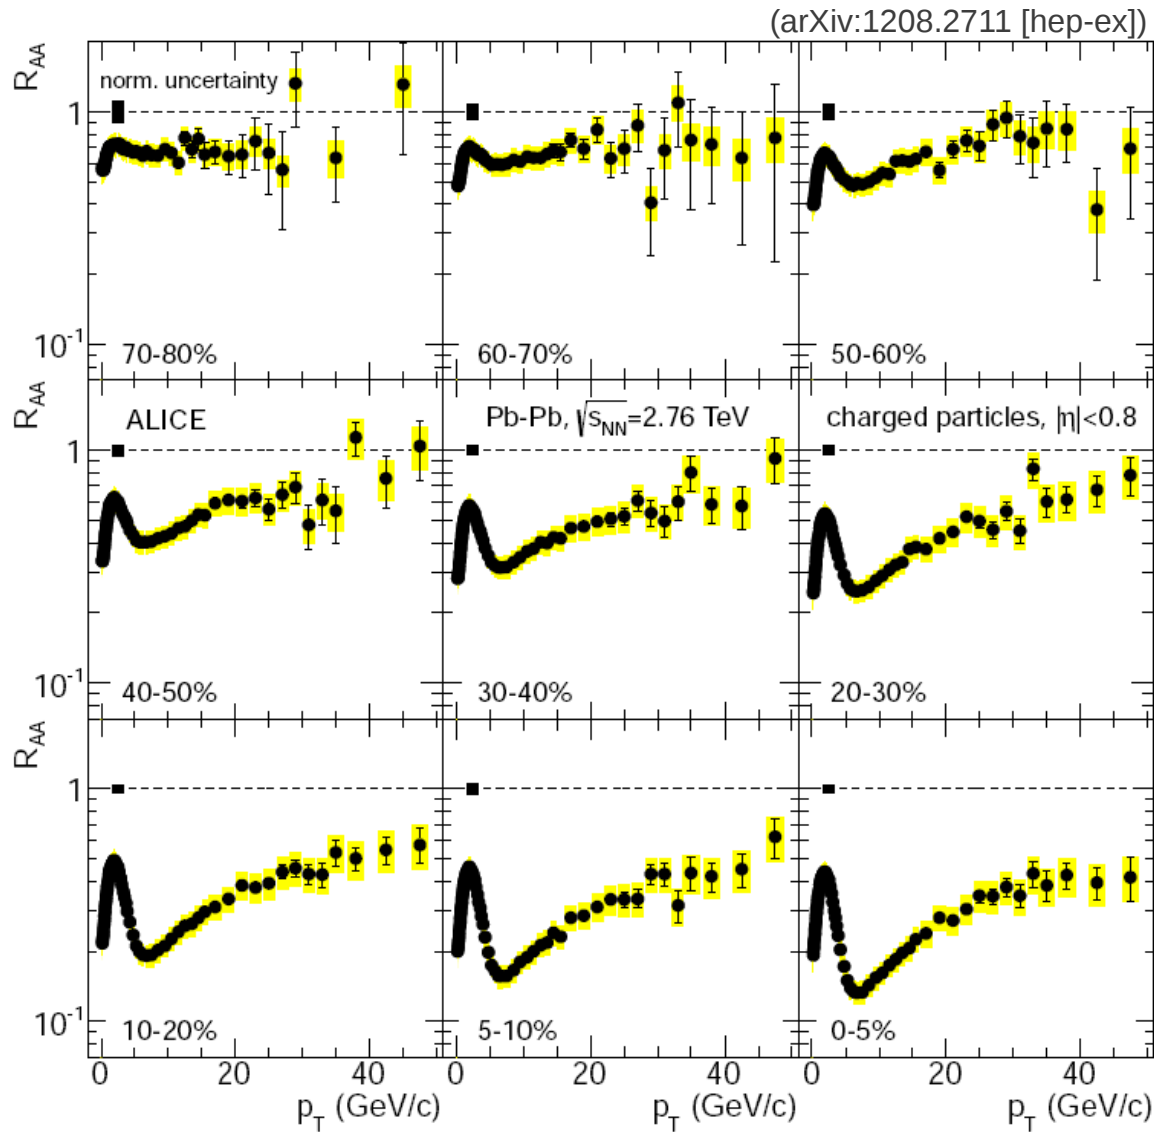 (arXiv:1208.2711 [hep-ex])
R_AA
norm. uncertainty
1
10^-1
70-80%
60-70%
50-60%
R_AA
ALICE
Pb-Pb, √s_NN=2.76 TeV
charged particles, |η|<0.8
1
10^-1
40-50%
30-40%
20-30%
R_AA
1
10^-1
10-20%
5-10%
0-5%
0 20 40 0 20 40 0 20 40
p_T (GeV/c) p_T (GeV/c) p_T (GeV/c)